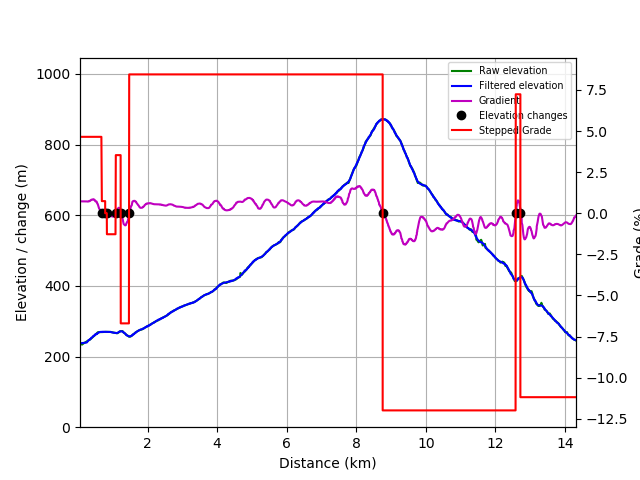 Raw elevation
Filtered elevation
Gradient
Elevation changes
Stepped Grade
Elevation / change (m)
1000
800
600
400
200
0
7.5
5.0
2.5
0.0
−2.5
−5.0
−7.5
−10.0
−12.5
2 4 6 8 10 12 14
Distance (km)